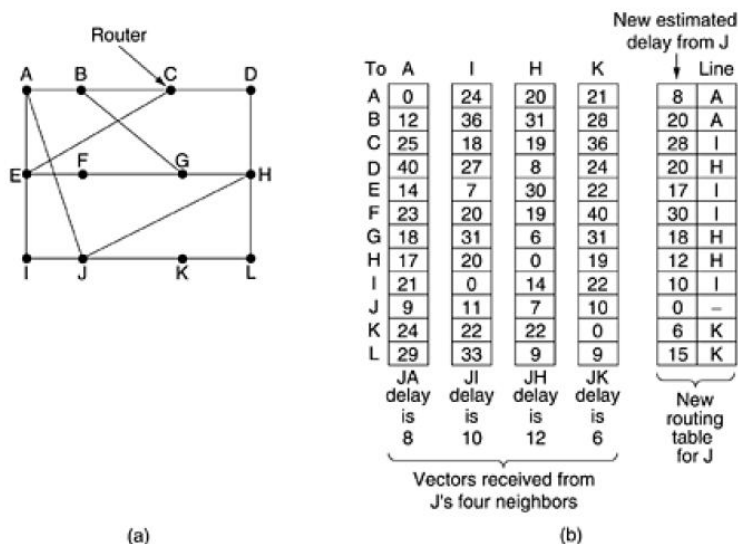 Router
A B C D
E F G H
I J K L
(a)
New estimated
delay from J
To A I H K Line
A 0 24 20 21 8 A
B 12 36 31 28 20 A
C 25 18 19 36 28 I
D 40 27 8 24 20 H
E 14 7 30 22 17 I
F 23 20 19 40 30 I
G 18 31 6 31 18 H
H 17 20 0 19 12 H
I 21 0 14 22 10 I
J 9 11 7 10 0 –
K 24 22 22 0 6 K
L 29 33 9 9 15 K
JA JI JH JK
delay delay delay delay
is is is is
8 10 12 6
New
routing
table
for J
Vectors received from
J's four neighbors
(b)